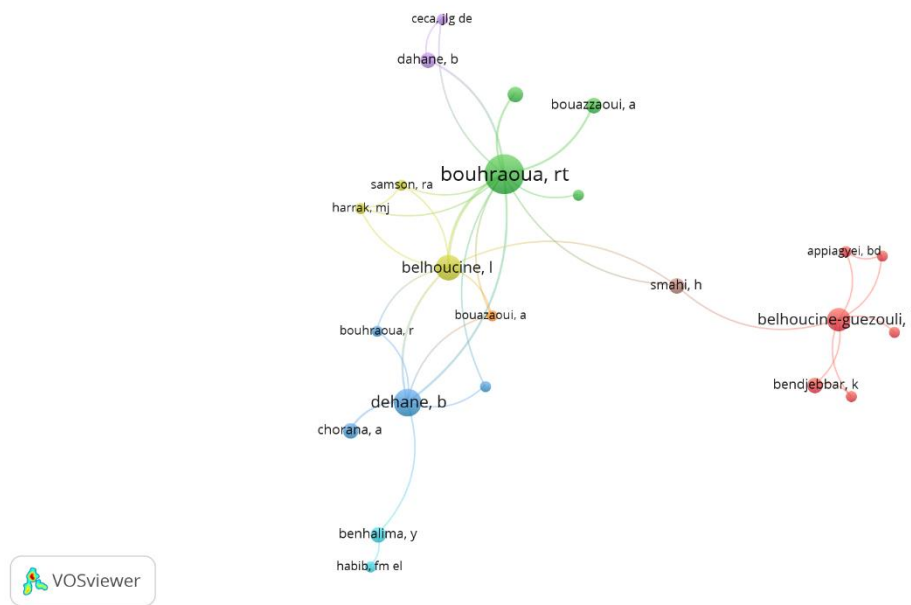 ceca, jlg de
dahane, b
bouazzaoui, a
bouhraoua, rt
samson, ra
harrak, mj
appiagyei, bd
belhoucine, l
smahi, h
bouazaoui, a
belhoucine-guezouli,
bouhraoua, r
bendjebbar, k
dehane, b
chorana, a
benhalima, y
habib, fm el
VOSviewer